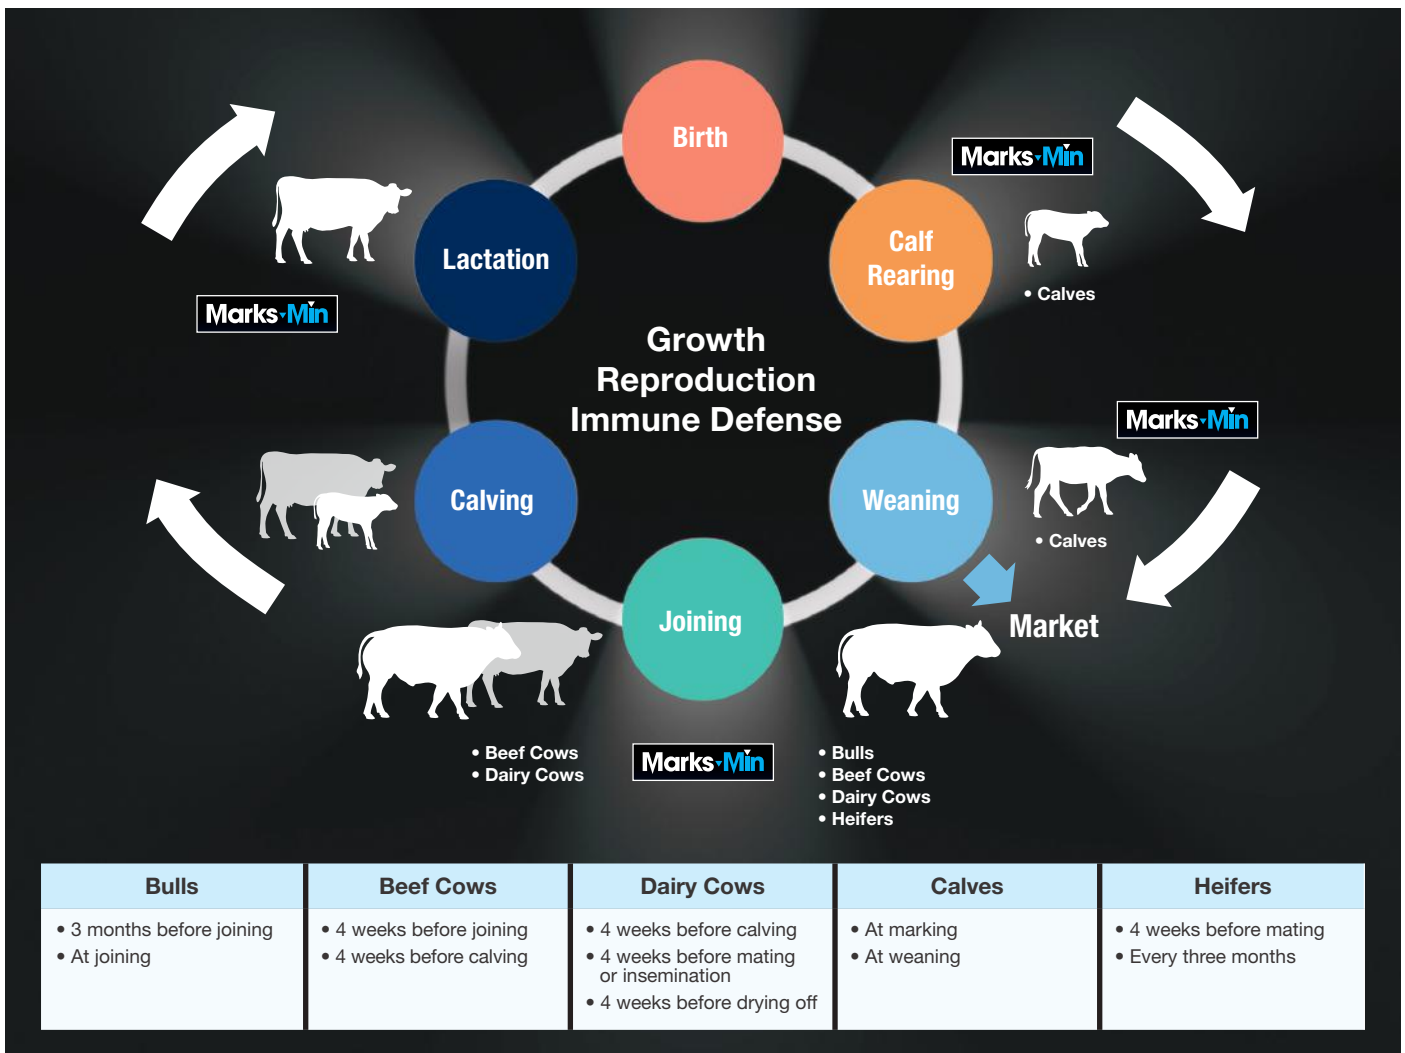 Birth
Marks-Min
Calf
Rearing
• Calves
Lactation
Marks-Min
Growth
Reproduction
Immune Defense
Marks-Min
Calving
Weaning
• Calves
Joining
Market
• Beef Cows
• Dairy Cows
Marks-Min
• Bulls
• Beef Cows
• Dairy Cows
• Heifers
Bulls
• 3 months before joining
• At joining
Beef Cows
• 4 weeks before joining
• 4 weeks before calving
Dairy Cows
• 4 weeks before calving
• 4 weeks before mating
or insemination
• 4 weeks before drying off
Calves
• At marking
• At weaning
Heifers
• 4 weeks before mating
• Every three months